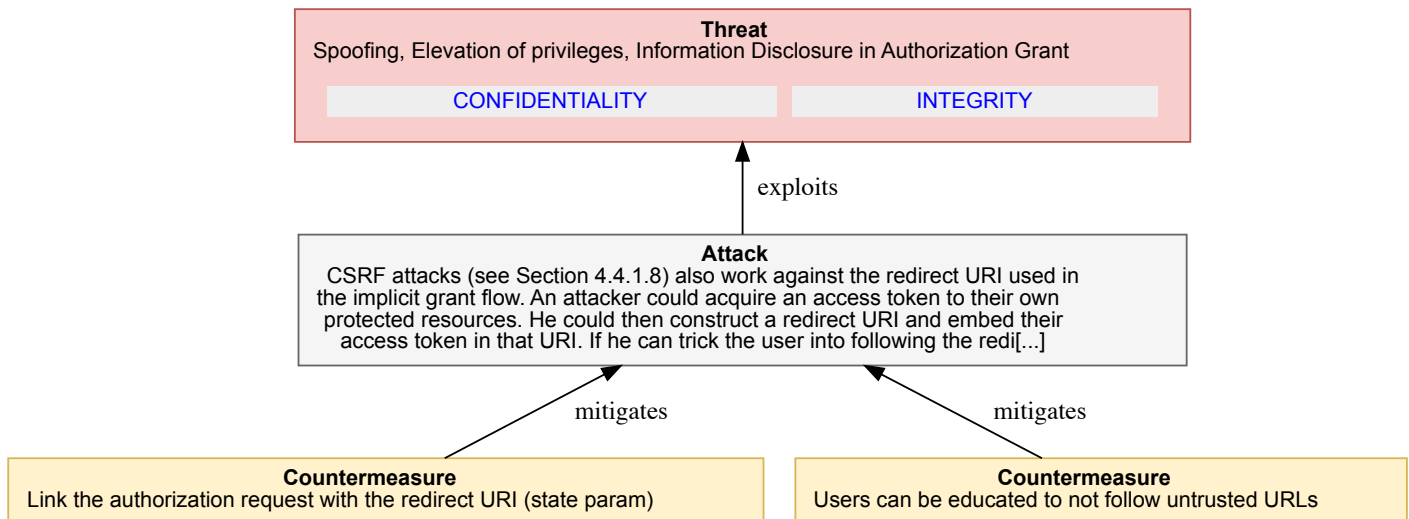 Threat
Spoofing, Elevation of privileges, Information Disclosure in Authorization Grant
CONFIDENTIALITY INTEGRITY
exploits
Attack
CSRF attacks (see Section 4.4.1.8) also work against the redirect URI used in
the implicit grant flow. An attacker could acquire an access token to their own
protected resources. He could then construct a redirect URI and embed their
access token in that URI. If he can trick the user into following the redi[...]
mitigates mitigates
Countermeasure
Link the authorization request with the redirect URI (state param)
Countermeasure
Users can be educated to not follow untrusted URLs